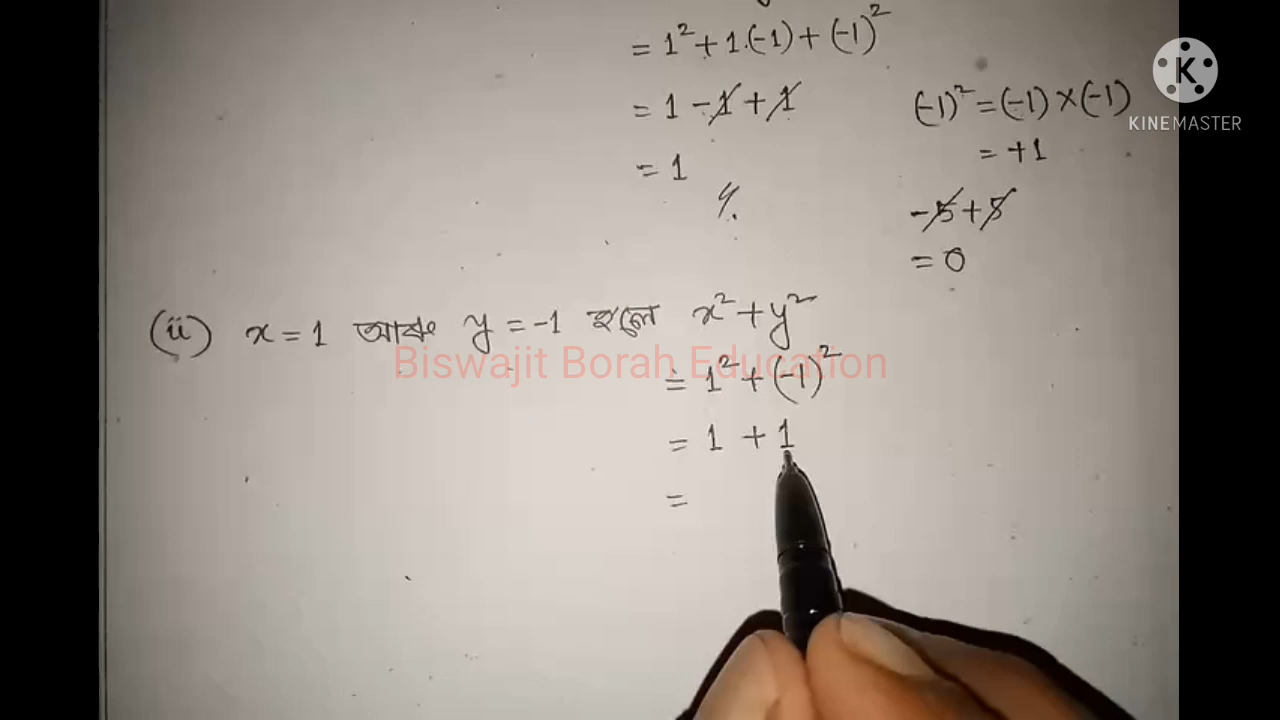 = 1² + 1.(-1) + (-1)²
= 1 - 1 + 1
= 1
(-1)² = (-1) × (-1)
= +1
-5 + 5
= 0
K
KINEMASTER
(ii) x = 1 আৰু y = -1 হলে x² + y²
Biswajit Borah Education
= 1² + (-1)²
= 1 + 1
=